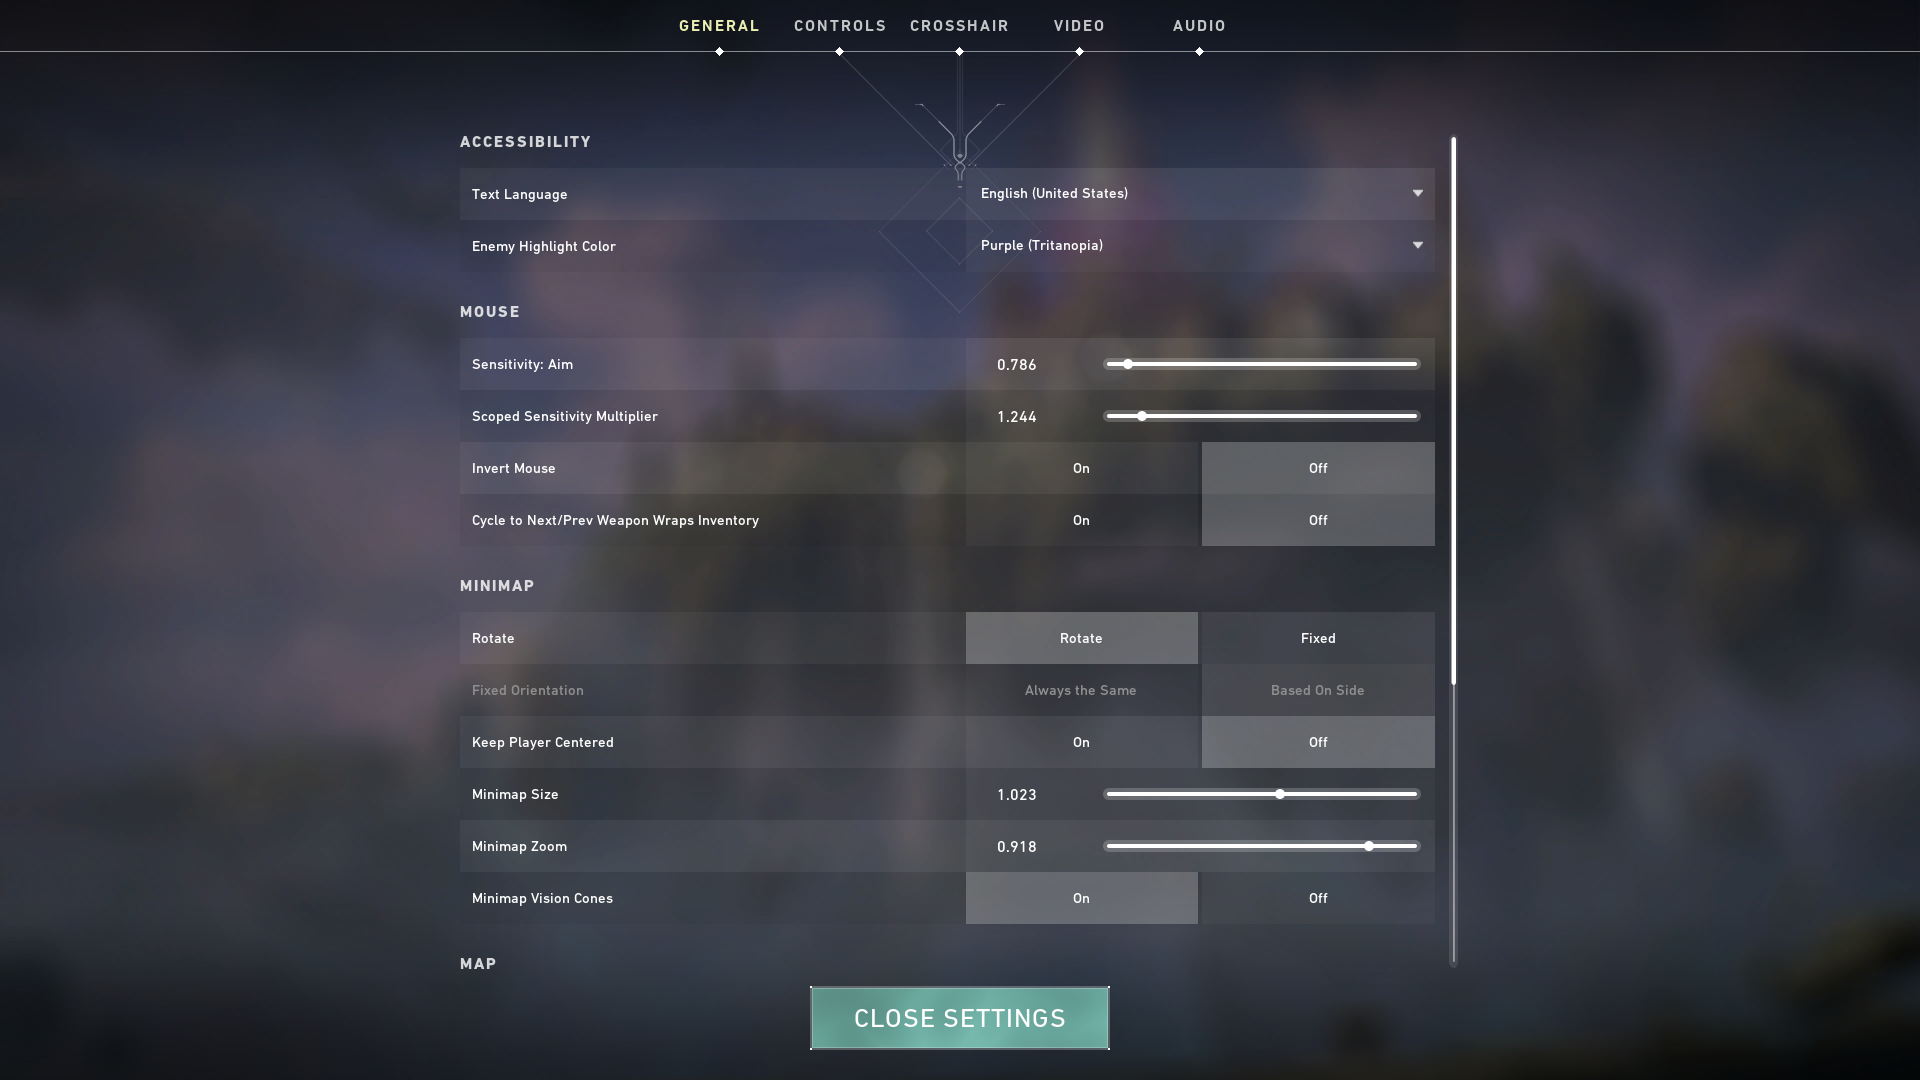 GENERAL CONTROLS CROSSHAIR VIDEO AUDIO
ACCESSIBILITY
Text Language English (United States)
Enemy Highlight Color Purple (Tritanopia)
MOUSE
Sensitivity: Aim 0.786
Scoped Sensitivity Multiplier 1.244
Invert Mouse On Off
Cycle to Next/Prev Weapon Wraps Inventory On Off
MINIMAP
Rotate Rotate Fixed
Fixed Orientation Always the Same Based On Side
Keep Player Centered On Off
Minimap Size 1.023
Minimap Zoom 0.918
Minimap Vision Cones On Off
MAP
CLOSE SETTINGS